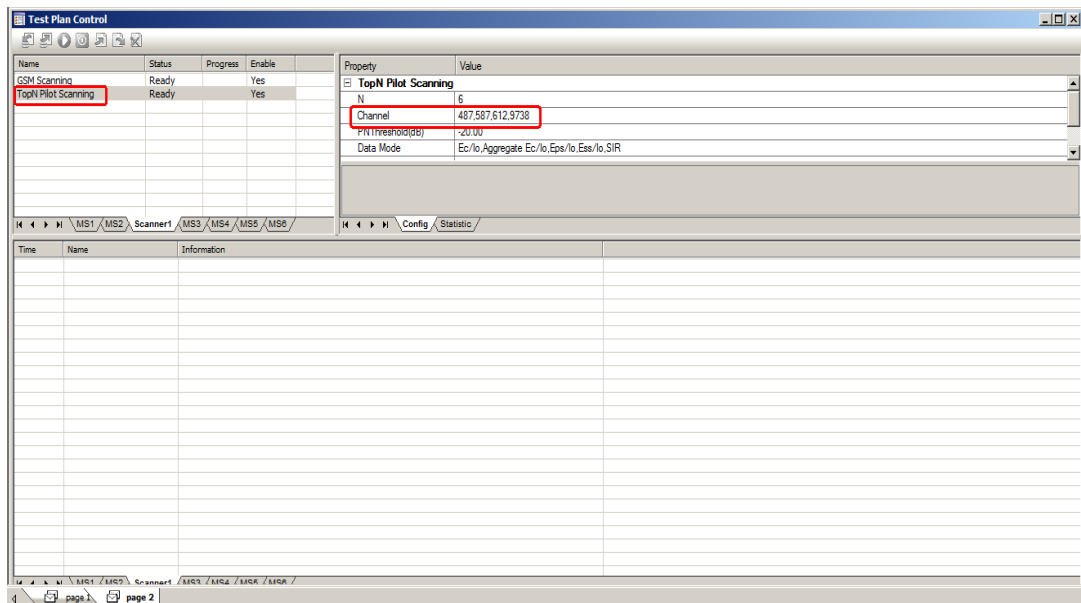 Test Plan Control
Name Status Progress Enable
GSM Scanning Ready Yes
TopN Pilot Scanning Ready Yes
MS1 MS2 Scanner1 MS3 MS4 MS5 MS6
Property Value
TopN Pilot Scanning
N 6
Channel 487,587,612,9738
PNThreshold(dB) -20.00
Data Mode Ec/Io,Aggregate Ec/Io,Eps/Io,Ess/Io,SIR
Config Statistic
Time Name Information
MS1 MS2 Scanner1 MS3 MS4 MS5 MS6
page 1 page 2